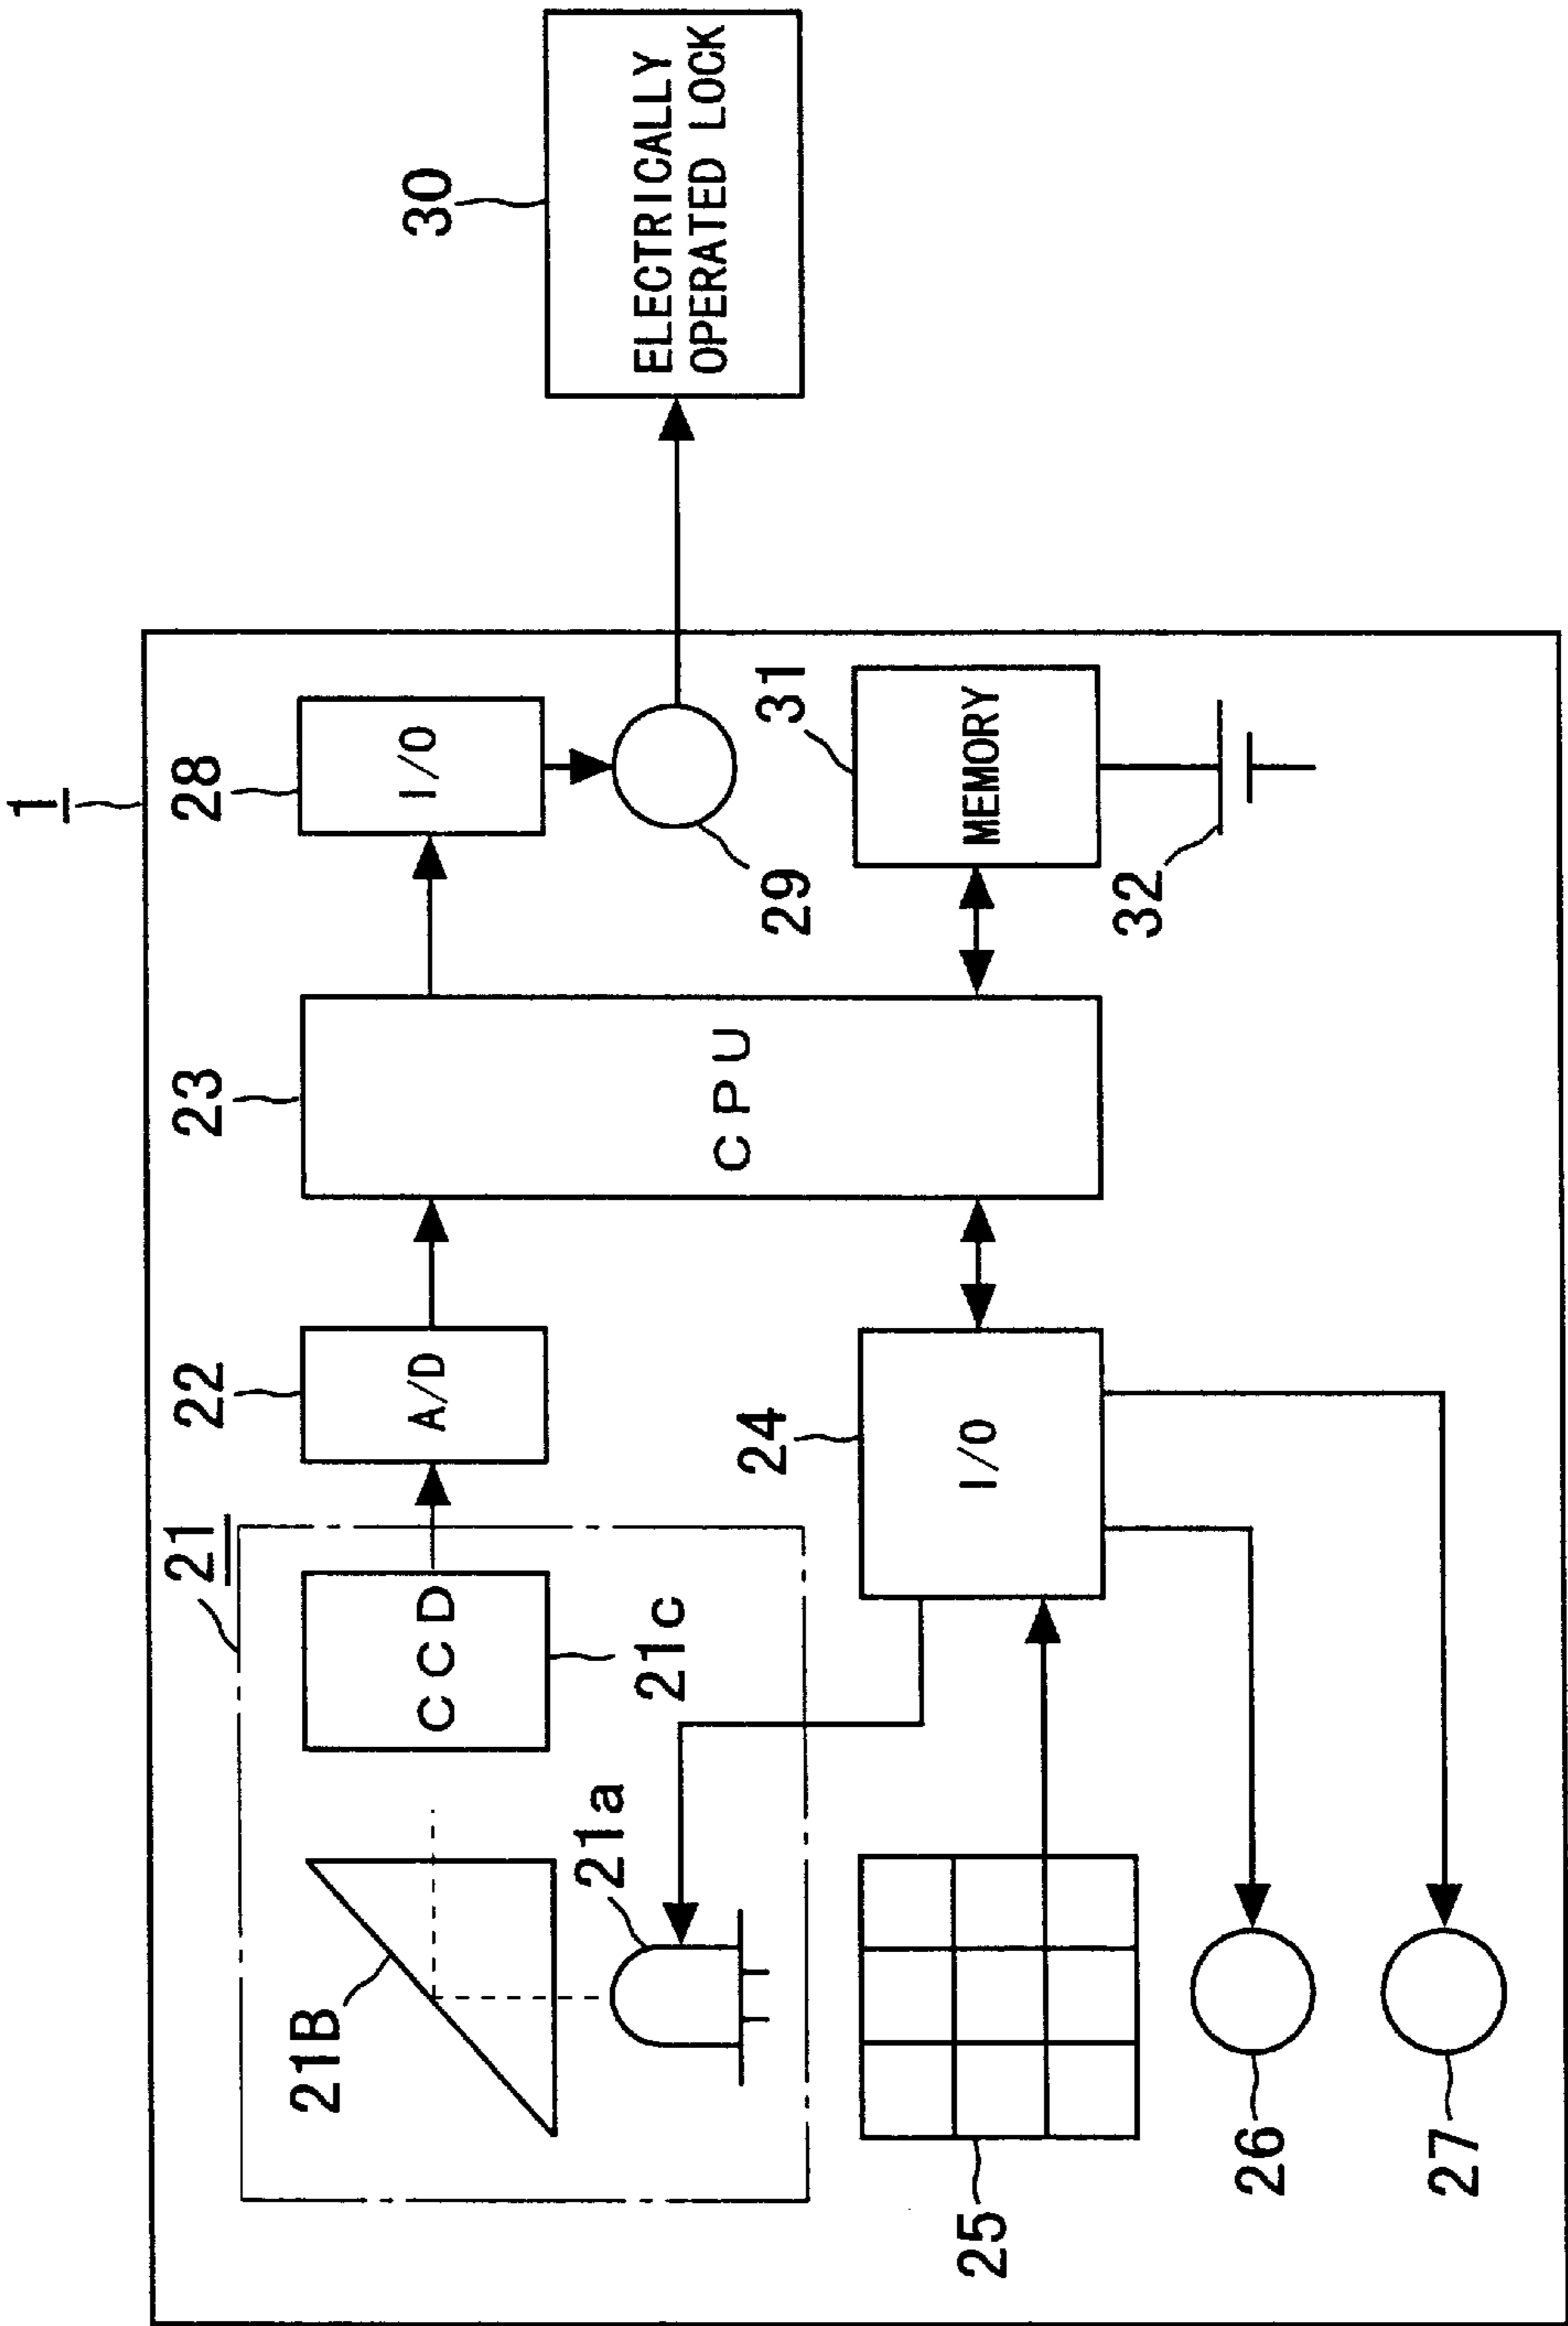 1
21
22
23
28
CCD
A/D
CPU
I/O
30
21B
21a
21c
24
29
31
ELECTRICALLY
OPERATED LOCK
I/O
MEMORY
25
32
26
27